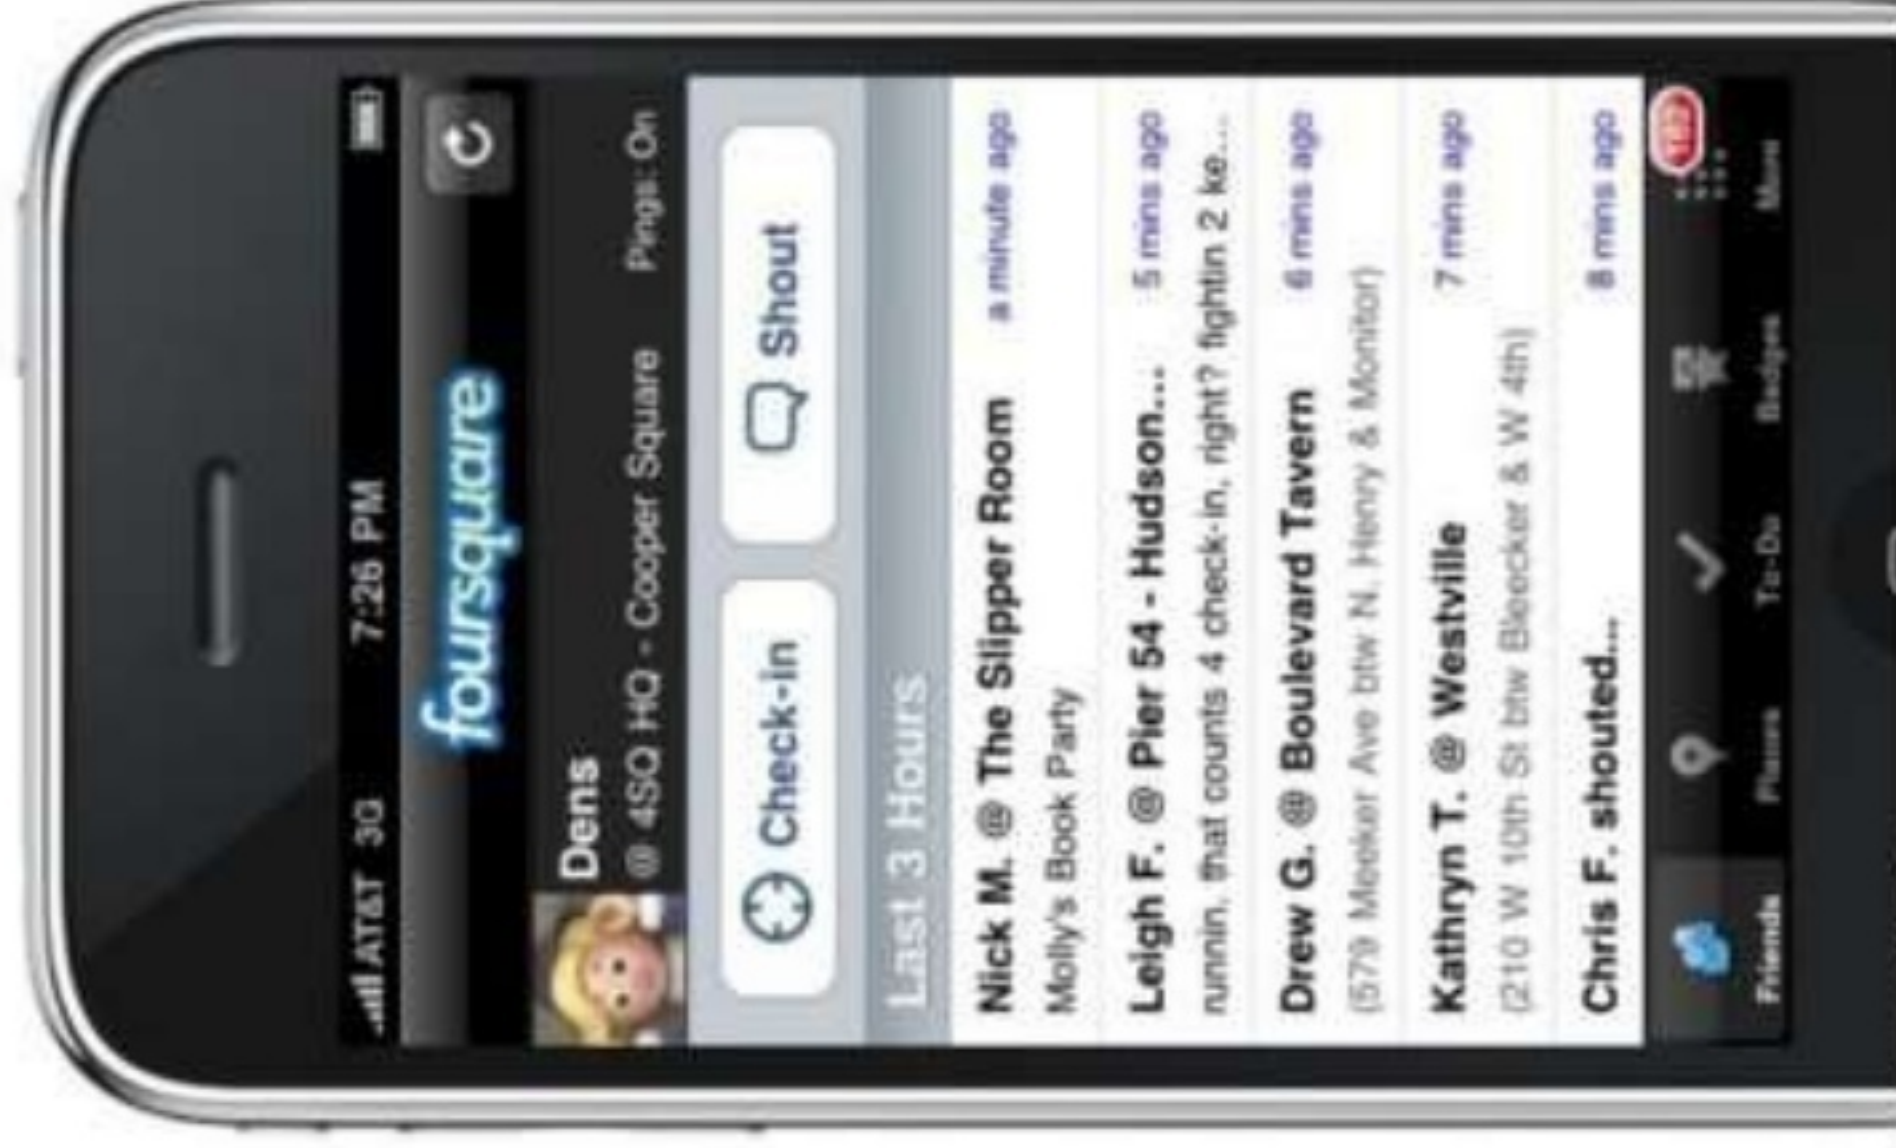 AT&T 3G 7:26 PM
foursquare
Dens
@ 4SQ HQ - Cooper Square Pings: On
Check-in Shout
Last 3 Hours
Nick M. @ The Slipper Room a minute ago
Molly's Book Party
Leigh F. @ Pier 54 - Hudson... 5 mins ago
runnin. that counts 4 check-in, right? fightin 2 ke...
Drew G. @ Boulevard Tavern 6 mins ago
(579 Meeker Ave btw N. Henry & Monitor)
Kathryn T. @ Westville 7 mins ago
(210 W 10th St btw Bleecker & W 4th)
Chris F. shouted... 8 mins ago
Friends Places To-Do Badges More